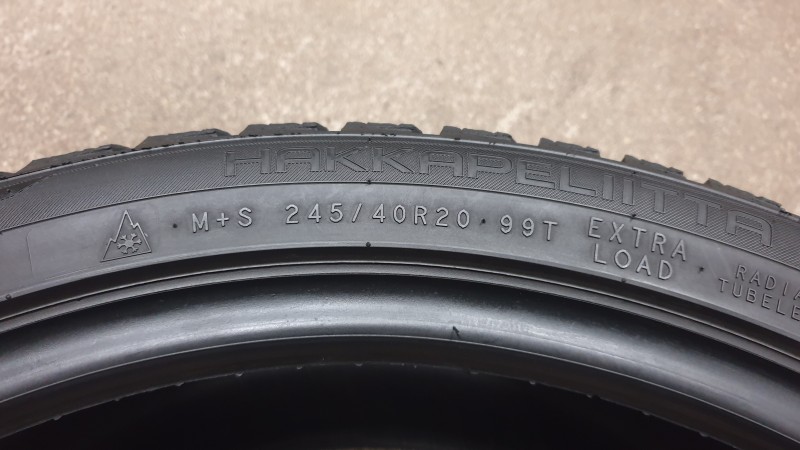 HAKKAPELIITTA
M+S 245/40R20 99T EXTRA LOAD